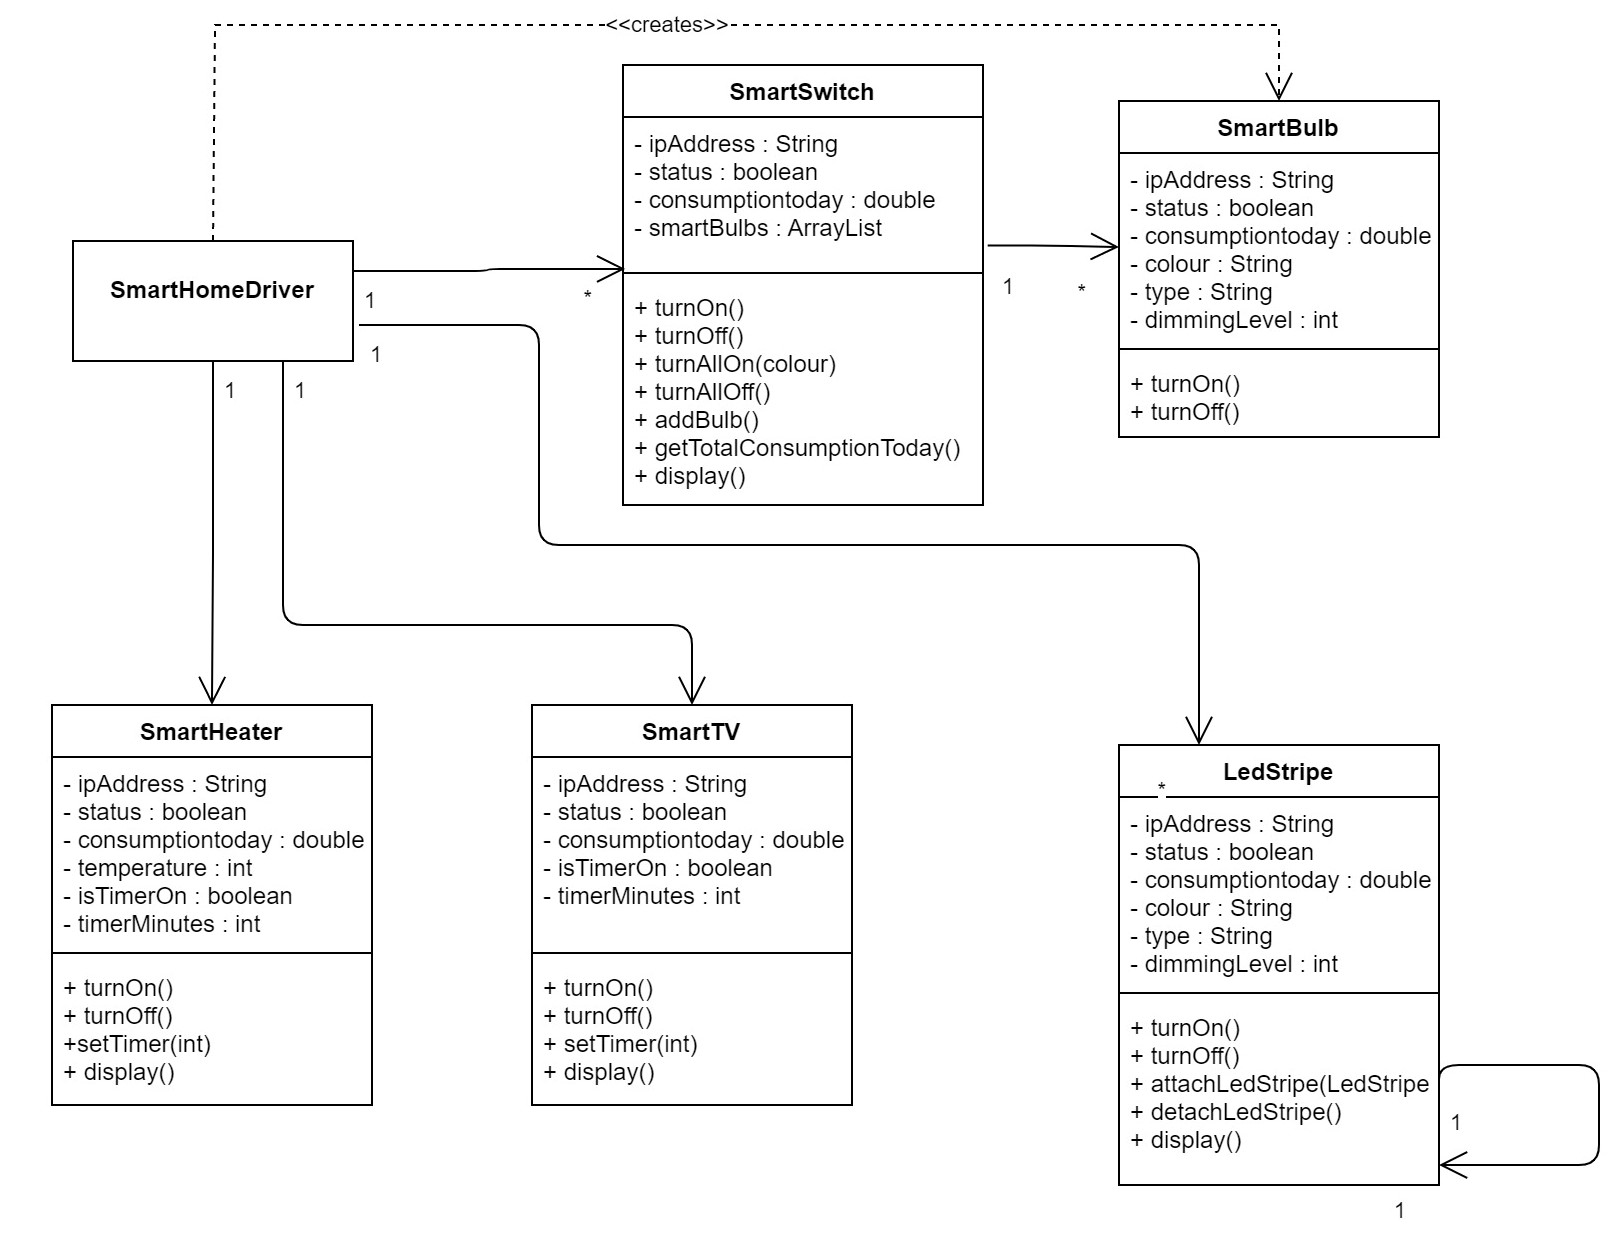 <<creates>>
SmartSwitch
- ipAddress : String
- status : boolean
- consumptiontoday : double
- smartBulbs : ArrayList
+ turnOn()
+ turnOff()
+ turnAllOn(colour)
+ turnAllOff()
+ addBulb()
+ getTotalConsumptionToday()
+ display()
SmartBulb
- ipAddress : String
- status : boolean
- consumptiontoday : double
- colour : String
- type : String
- dimmingLevel : int
+ turnOn()
+ turnOff()
SmartHomeDriver
1
*
1
*
1
1
1
SmartHeater
- ipAddress : String
- status : boolean
- consumptiontoday : double
- temperature : int
- isTimerOn : boolean
- timerMinutes : int
+ turnOn()
+ turnOff()
+setTimer(int)
+ display()
SmartTV
- ipAddress : String
- status : boolean
- consumptiontoday : double
- isTimerOn : boolean
- timerMinutes : int
+ turnOn()
+ turnOff()
+ setTimer(int)
+ display()
LedStripe
*
- ipAddress : String
- status : boolean
- consumptiontoday : double
- colour : String
- type : String
- dimmingLevel : int
+ turnOn()
+ turnOff()
+ attachLedStripe(LedStripe
+ detachLedStripe()
+ display()
1
1